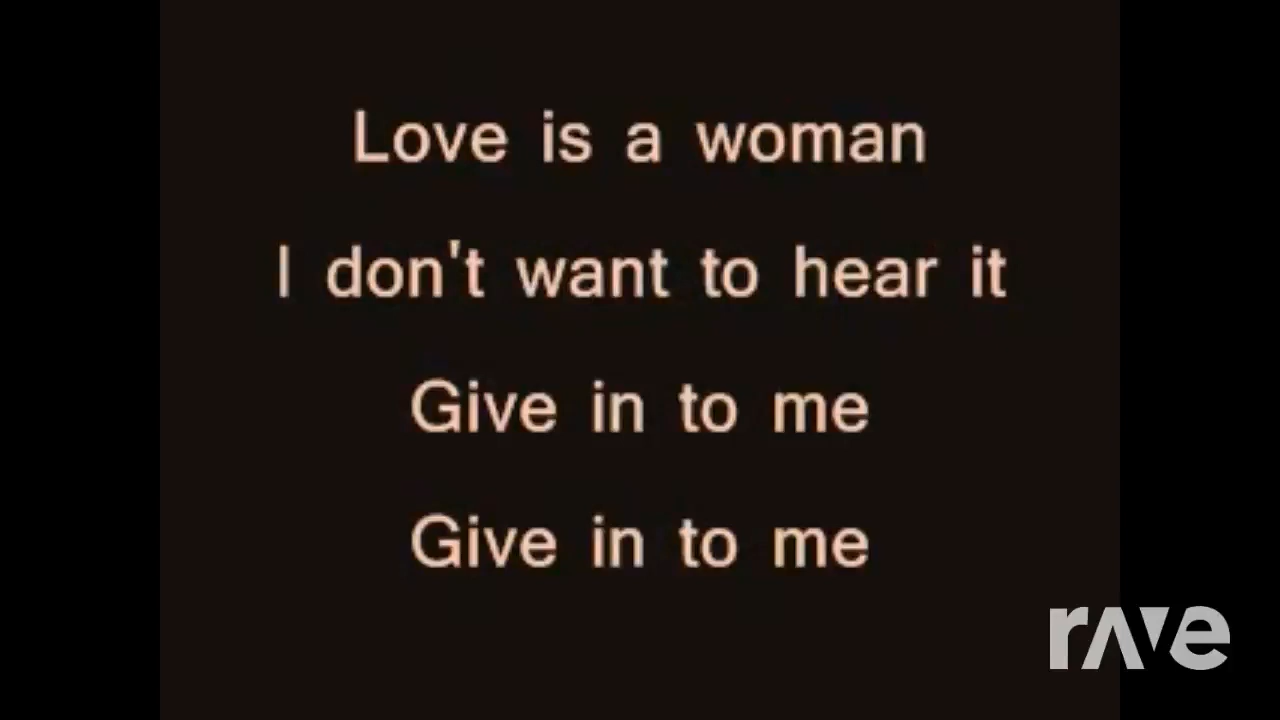 Love is a woman
I don't want to hear it
Give in to me
Give in to me
rave